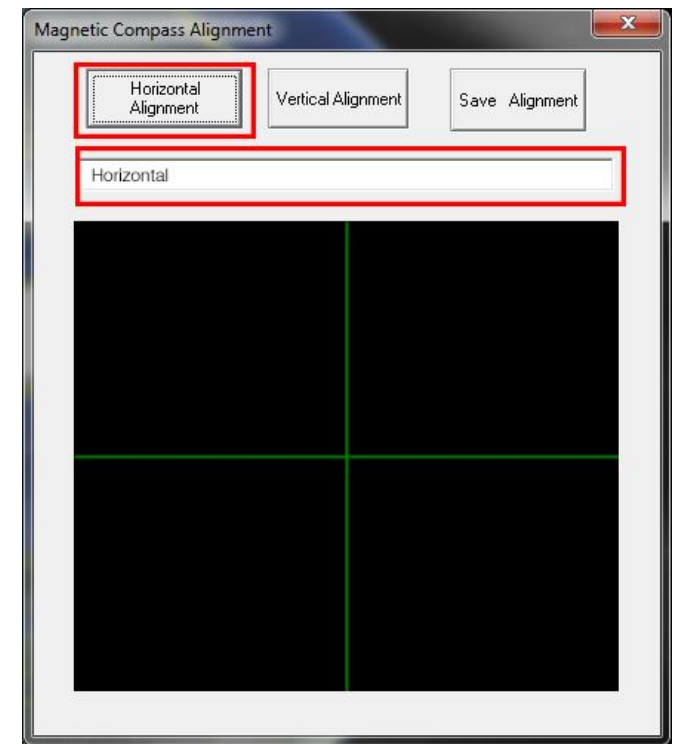 Magnetic Compass Alignment
Horizontal
Alignment
Vertical Alignment
Save Alignment
Horizontal